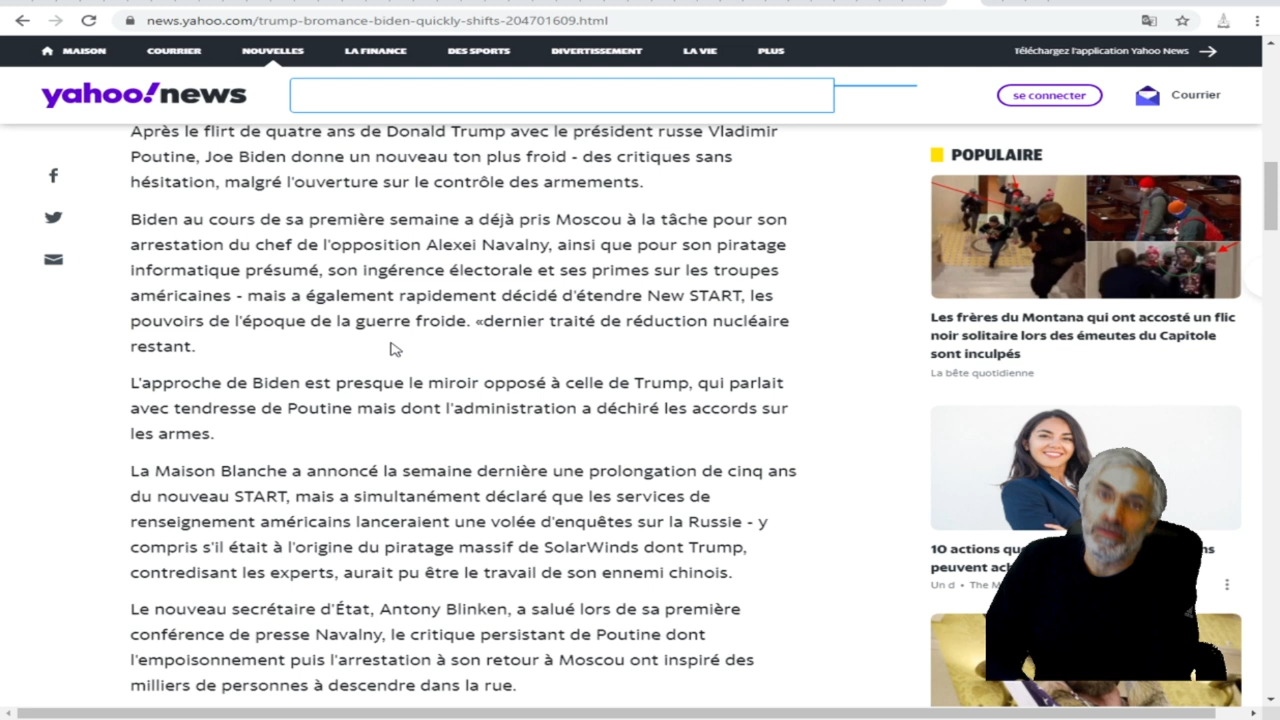 news.yahoo.com/trump-bromance-biden-quickly-shifts-204701609.html
MAISON COURRIER NOUVELLES LA FINANCE DES SPORTS DIVERTISSEMENT LA VIE PLUS Téléchargez l'application Yahoo News
yahoo!news se connecter Courrier
Après le flirt de quatre ans de Donald Trump avec le président russe Vladimir
Poutine, Joe Biden donne un nouveau ton plus froid - des critiques sans
hésitation, malgré l'ouverture sur le contrôle des armements.
Biden au cours de sa première semaine a déjà pris Moscou à la tâche pour son
arrestation du chef de l'opposition Alexei Navalny, ainsi que pour son piratage
informatique présumé, son ingérence électorale et ses primes sur les troupes
américaines - mais a également rapidement décidé d'étendre New START, les
pouvoirs de l'époque de la guerre froide. «dernier traité de réduction nucléaire
restant.
L'approche de Biden est presque le miroir opposé à celle de Trump, qui parlait
avec tendresse de Poutine mais dont l'administration a déchiré les accords sur
les armes.
La Maison Blanche a annoncé la semaine dernière une prolongation de cinq ans
du nouveau START, mais a simultanément déclaré que les services de
renseignement américains lanceraient une volée d'enquêtes sur la Russie - y
compris s'il était à l'origine du piratage massif de SolarWinds dont Trump,
contredisant les experts, aurait pu être le travail de son ennemi chinois.
Le nouveau secrétaire d'État, Antony Blinken, a salué lors de sa première
conférence de presse Navalny, le critique persistant de Poutine dont
l'empoisonnement puis l'arrestation à son retour à Moscou ont inspiré des
milliers de personnes à descendre dans la rue.
POPULAIRE
Les frères du Montana qui ont accosté un flic
noir solitaire lors des émeutes du Capitole
sont inculpés
La bête quotidienne
10 actions
peuvent
Un d • The